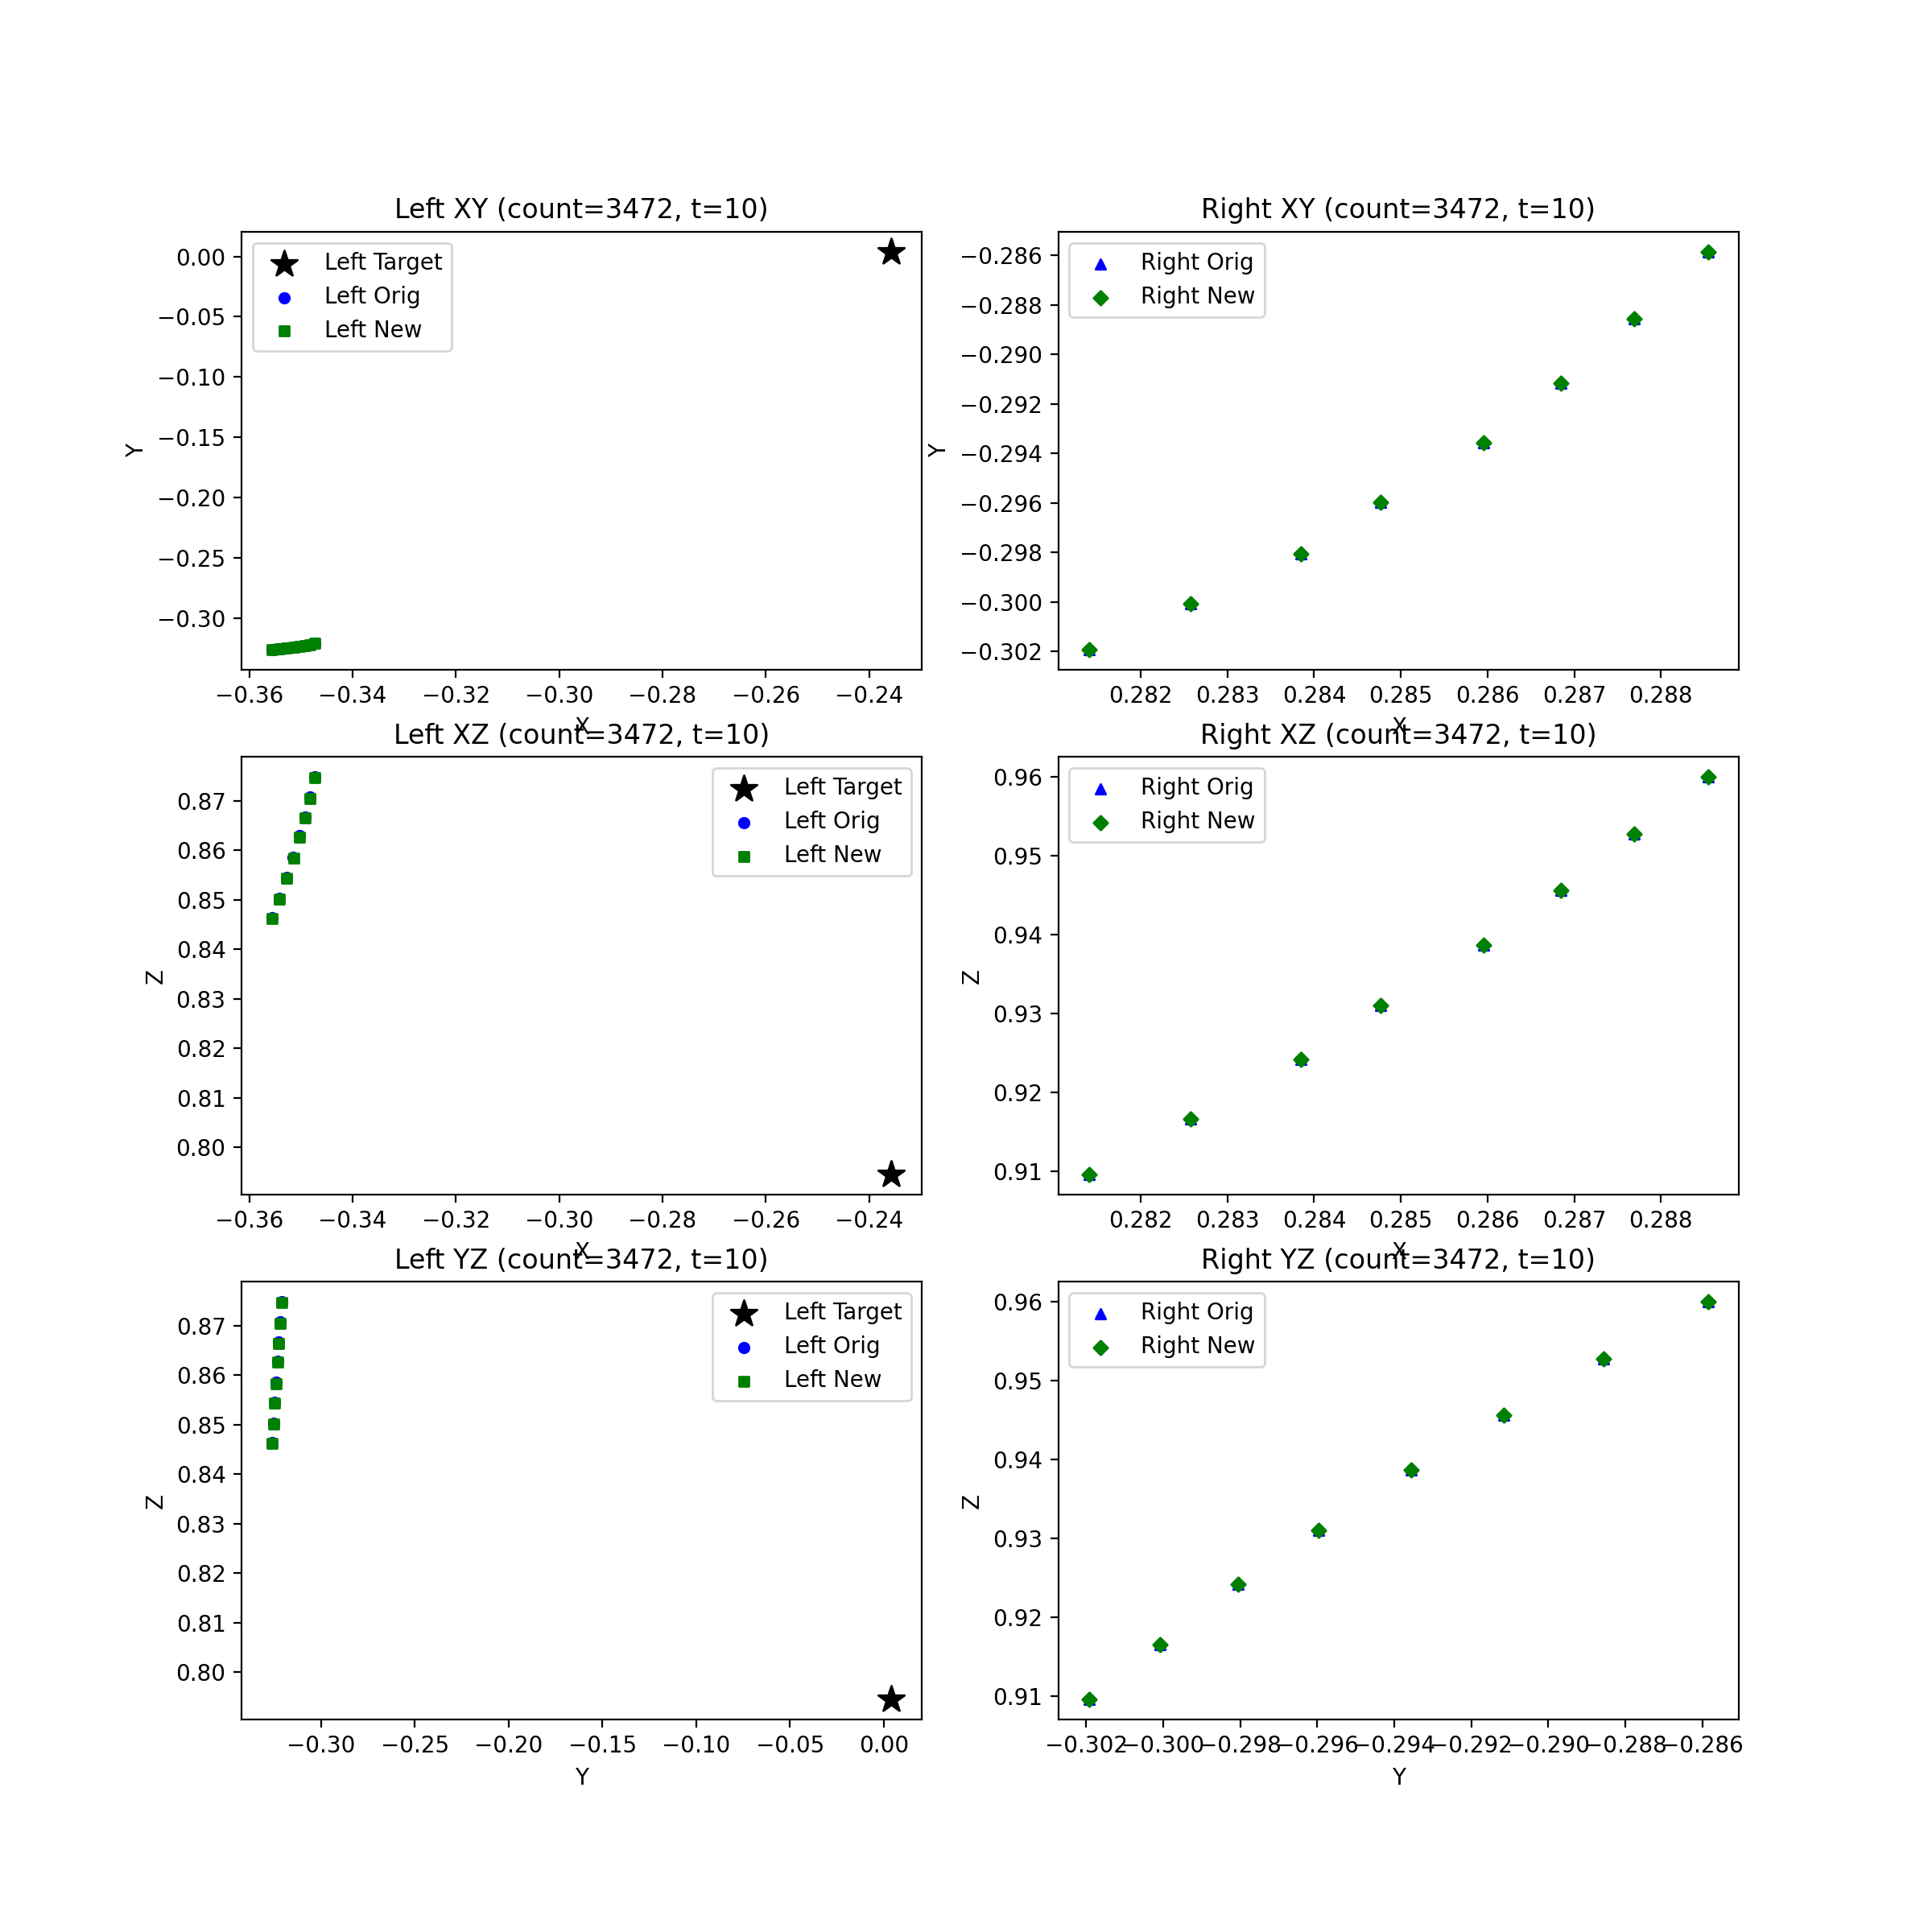 Left XY (count=3472, t=10)
Left Target
Left Orig
Left New
0.00
−0.05
−0.10
−0.15
−0.20
−0.25
−0.30
Y
−0.36 −0.34 −0.32 −0.30 −0.28 −0.26 −0.24
X
Right XY (count=3472, t=10)
Right Orig
Right New
−0.286
−0.288
−0.290
−0.292
−0.294
−0.296
−0.298
−0.300
−0.302
Y
0.282 0.283 0.284 0.285 0.286 0.287 0.288
X
Left XZ (count=3472, t=10)
Left Target
Left Orig
Left New
0.87
0.86
0.85
0.84
0.83
0.82
0.81
0.80
Z
−0.36 −0.34 −0.32 −0.30 −0.28 −0.26 −0.24
X
Right XZ (count=3472, t=10)
Right Orig
Right New
0.96
0.95
0.94
0.93
0.92
0.91
Z
0.282 0.283 0.284 0.285 0.286 0.287 0.288
X
Left YZ (count=3472, t=10)
Left Target
Left Orig
Left New
0.87
0.86
0.85
0.84
0.83
0.82
0.81
0.80
Z
−0.30 −0.25 −0.20 −0.15 −0.10 −0.05 0.00
Y
Right YZ (count=3472, t=10)
Right Orig
Right New
0.96
0.95
0.94
0.93
0.92
0.91
Z
−0.302 −0.300 −0.298 −0.296 −0.294 −0.292 −0.290 −0.288 −0.286
Y